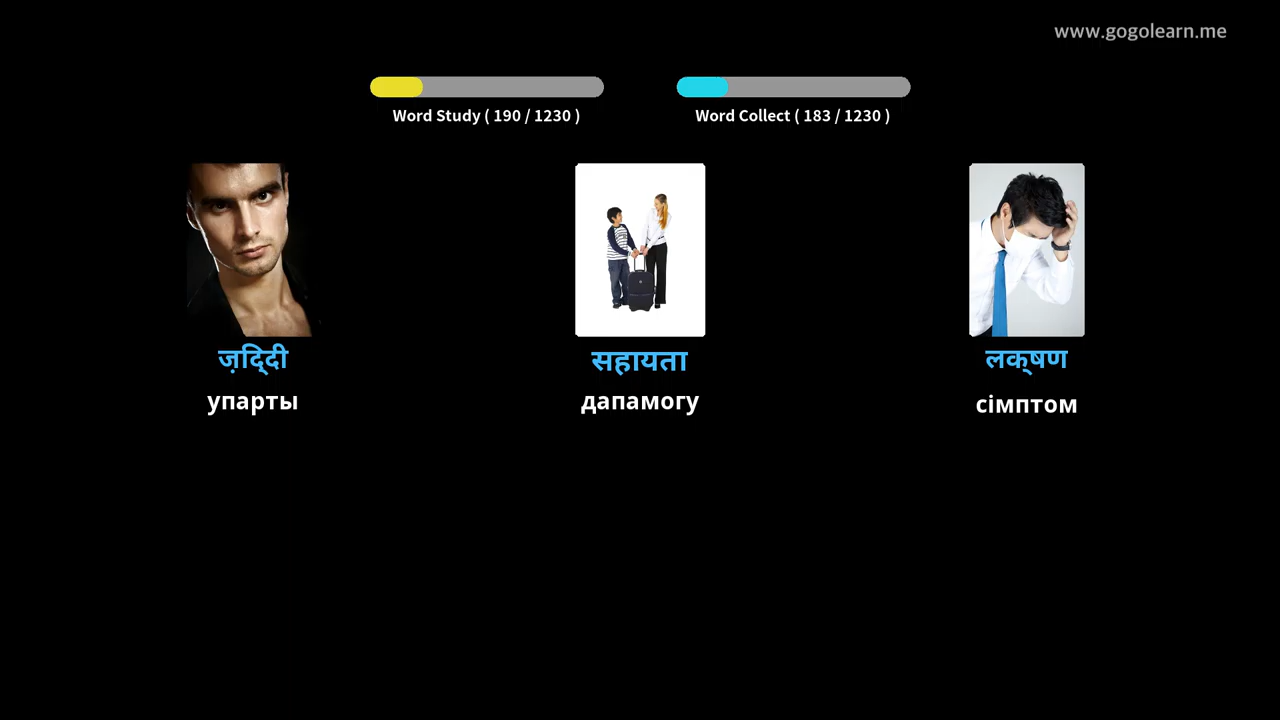 www.gogolearn.me
Word Study ( 190 / 1230 )
Word Collect ( 183 / 1230 )
ज़िद्दी
सहायता
लक्षण
упарты
дапамогу
сімптом